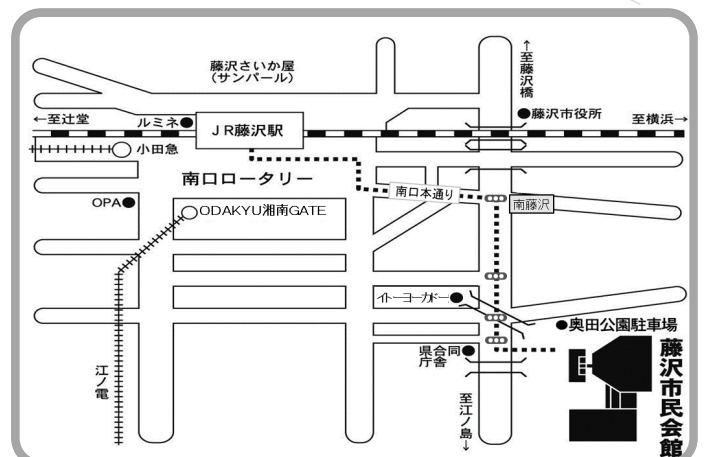 藤沢さいか屋
(サンパール)
↑至藤沢橋
←至辻堂
ルミネ
JR藤沢駅
藤沢市役所
至横浜→
小田急
南口ロータリー
南口本通り
南藤沢
OPA
ODAKYU湘南GATE
イトーヨーカドー
奥田公園駐車場
県合同
庁舎
江ノ電
至江ノ島↓
藤沢市民会館